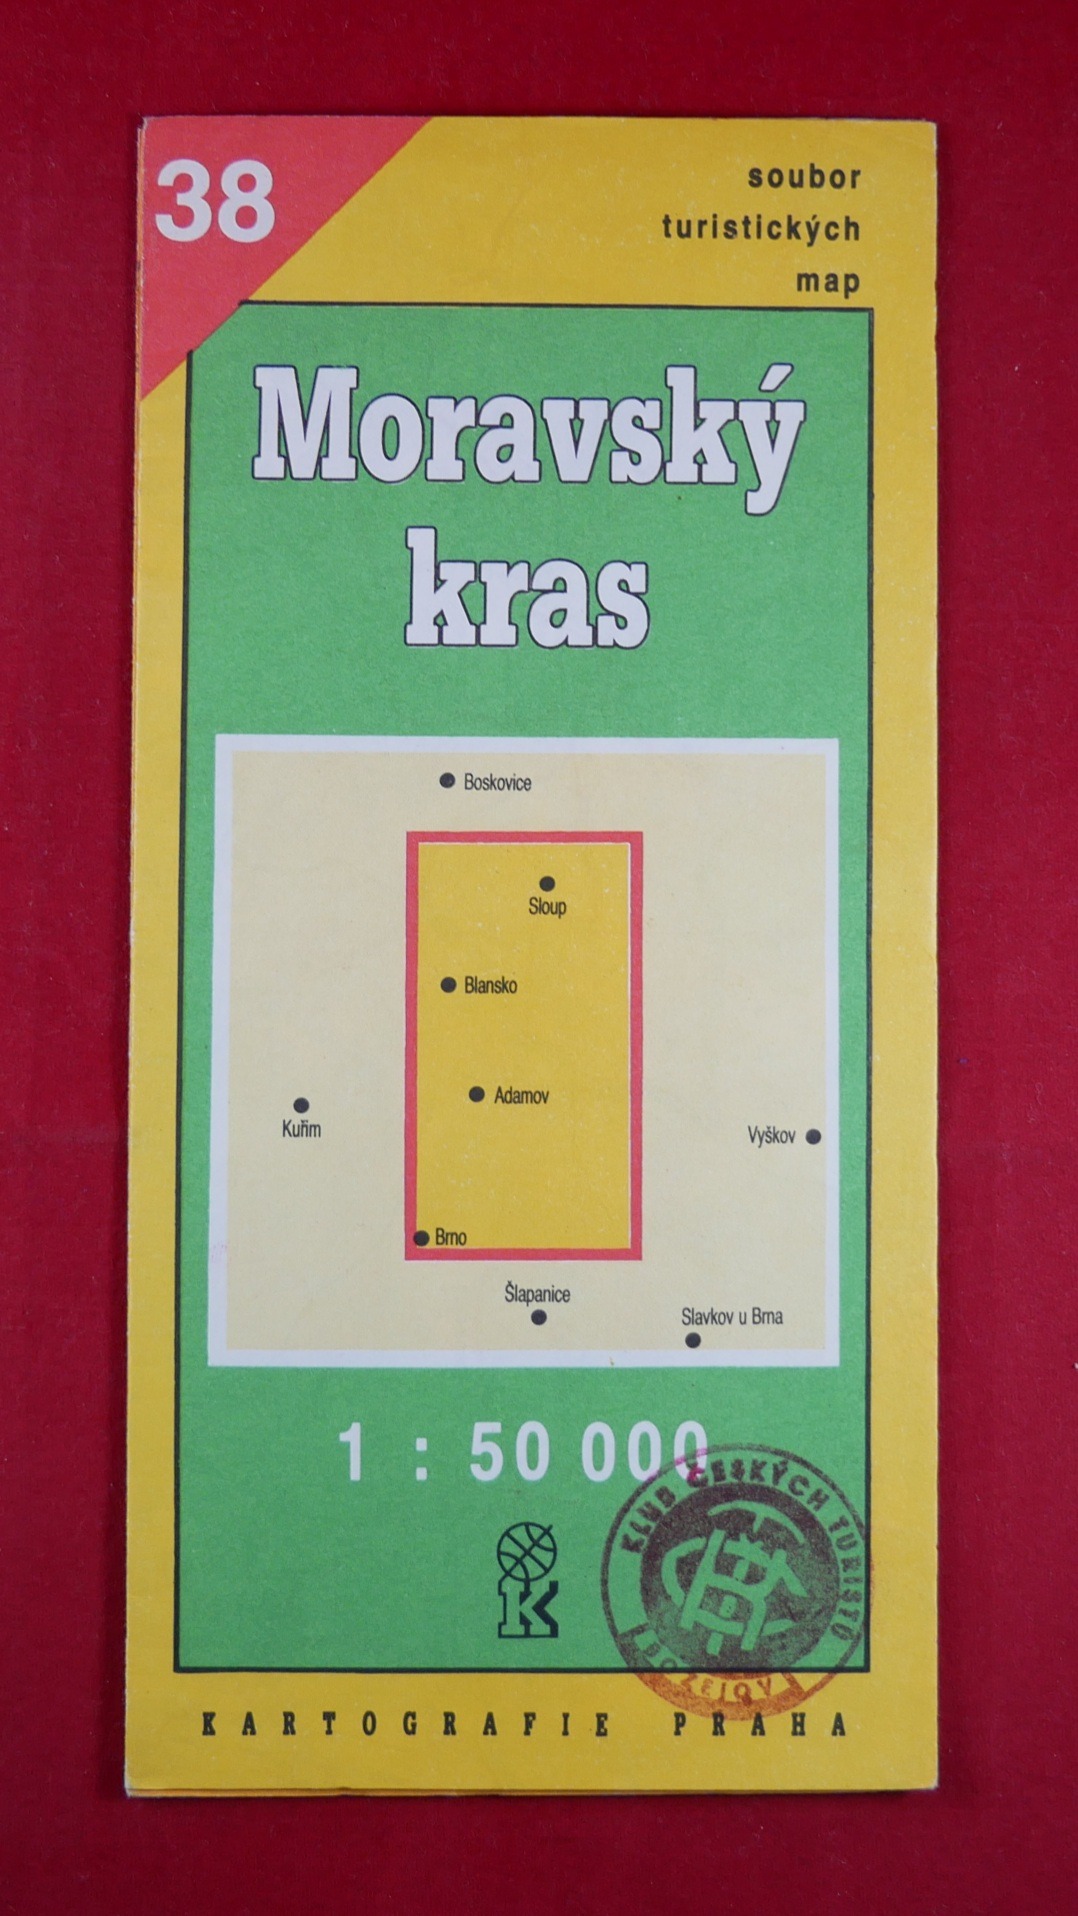 38
soubor
turistických
map
Moravský
kras
Boskovice
Sloup
Blansko
Adamov
Kuřim
Vyškov
Brno
Šlapanice
Slavkov u Brna
1 : 50 000
KLUB ČESKÝCH TURISTŮ
K
KARTOGRAFIE PRAHA